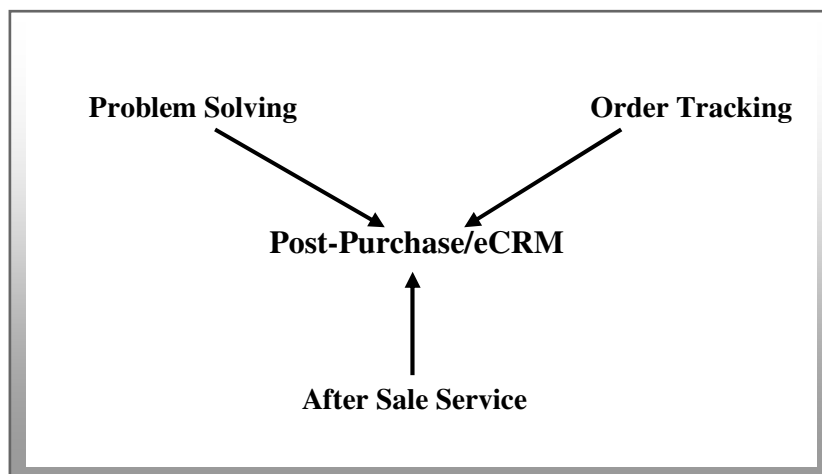 Problem Solving
Order Tracking
Post-Purchase/eCRM
After Sale Service